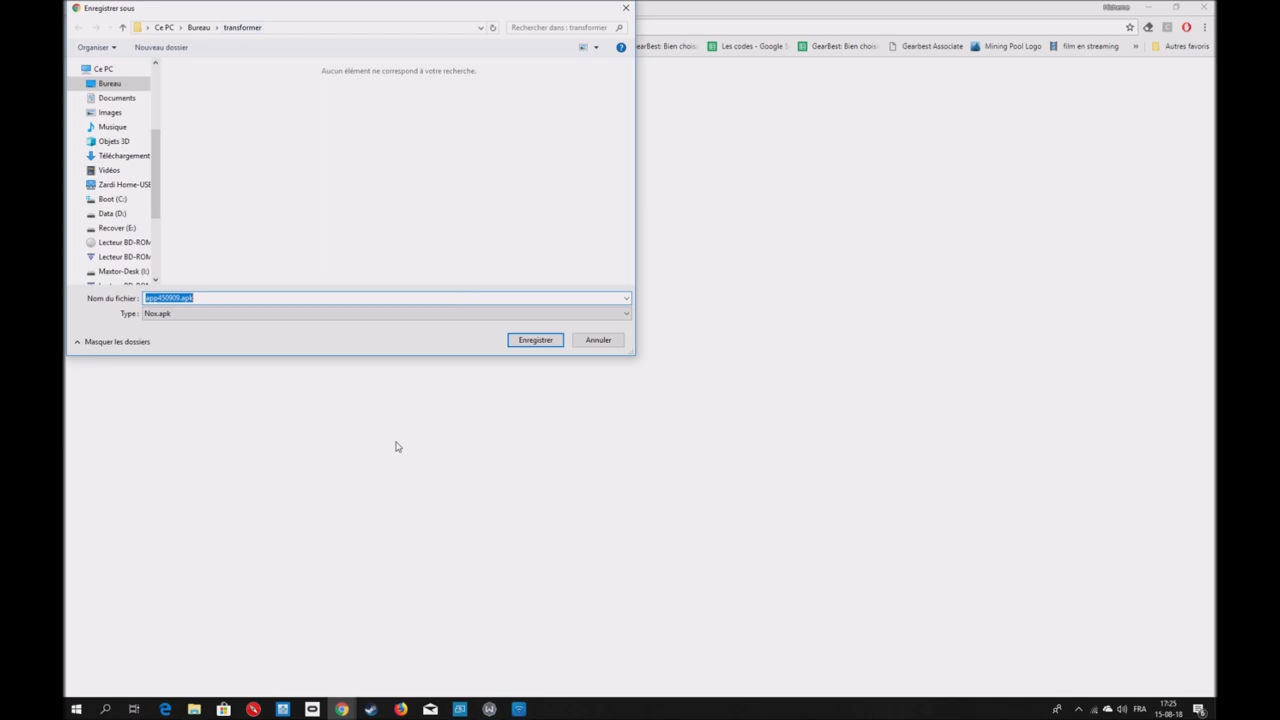 Enregistrer sous
Hichame
Ce PC > Bureau > transformer
Rechercher dans : transformer
Organiser
Nouveau dossier
GearBest: Bien chois
Les codes - Google S
GearBest: Bien chois
Gearbest Associate
Mining Pool Logo
film en streaming
»
Autres favoris
Aucun élément ne correspond à votre recherche.
Ce PC
Bureau
Documents
Images
Musique
Objets 3D
Téléchargement
Vidéos
Zardi Home-USB
Boot (C:)
Data (D:)
Recover (E:)
Lecteur BD-ROM
Lecteur BD-ROM
Maxtor-Desk (I:)
Nom du fichier :
app450909.apk
Type :
Nox.apk
Masquer les dossiers
Enregistrer
Annuler
FRA
17:25
15-08-18